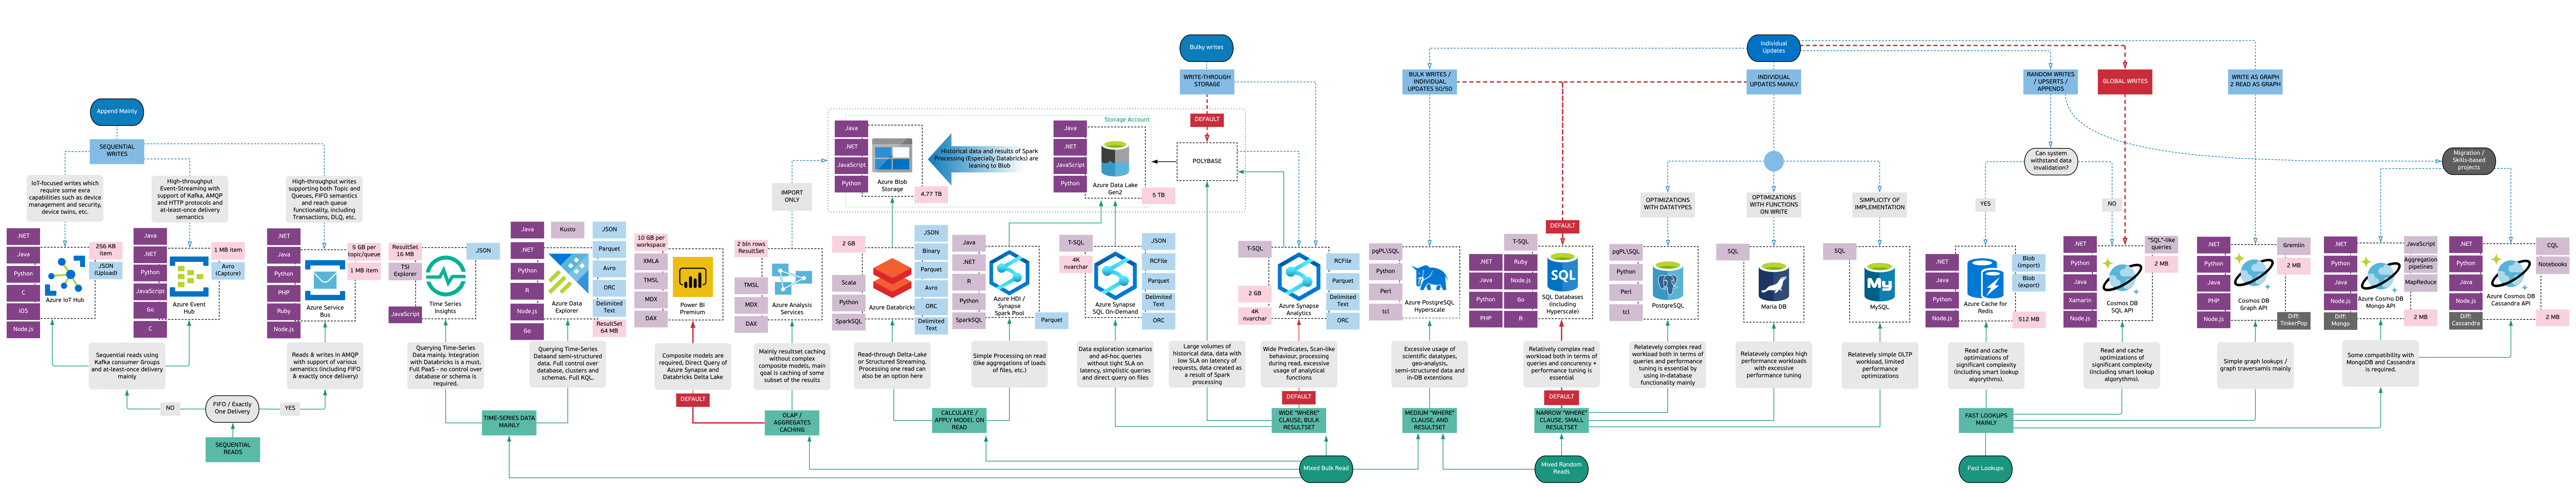 Bulky writes
Individual
Updates
WRITE-THROUGH
STORAGE
BULK WRITES /
INDIVIDUAL
UPDATES 50/50
INDIVIDUAL
UPDATES MAINLY
RANDOM WRITES
/ UPSERTS /
APPENDS
GLOBAL WRITES
WRITE AS GRAPH
2 READ AS GRAPH
Append Mainly
SEQUENTIAL
WRITES
DEFAULT
Storage Account
POLYBASE
Java
.NET
JavaScript
Python
Azure Blob
Storage
4.77 TB
Historical data and results of Spark
Processing (Especially Databricks) are
leaning to Blob
Java
.NET
JavaScript
Python
Azure Data Lake
Gen2
5 TB
Can system
withstand data
invalidation?
Migration /
Skills-based
projects
IoT-focused writes which
require some exra
capabilities such as device
management and security,
device twins, etc.
High-throughput
Event-Streaming with
support of Kafka, AMQP
and HTTP protocols and
at-least-once delivery
semantics
High-throughput writes
supporting both Topic and
Queues, FIFO semantics
and reach queue
functionality, including
Transactions, DLQ, etc.
IMPORT
ONLY
OPTIMIZATIONS
WITH DATATYPES
OPTIMIZATIONS
WITH FUNCTIONS
ON WRITE
SIMPLICITY OF
IMPLEMENTATION
YES
NO
DEFAULT
.NET
Java
Python
C
iOS
Node.js
256 KB
item
JSON
(Upload)
Azure IoT Hub
Java
.NET
Python
JavaScript
Go
C
1 MB item
Avro
(Capture)
Azure Event
Hub
.NET
Java
Python
PHP
Ruby
Node.js
5 GB per
topic/queue
1 MB item
Azure Service
Bus
ResultSet
16 MB
TSI
Explorer
JavaScript
JSON
Time Series
Insights
Java
.NET
Python
R
Node.js
Go
Kusto
JSON
Parquet
Avro
ORC
Delimited
Text
ResultSet
64 MB
Azure Data
Explorer
10 GB per
workspace
XMLA
TMSL
MDX
DAX
Power BI
Premium
2 bln rows
ResultSet
TMSL
MDX
DAX
Azure Analysis
Services
2 GB
Scala
Python
SparkSQL
JSON
Binary
Parquet
Avro
ORC
Delimited
Text
Azure Databricks
Java
.NET
R
Python
SparkSQL
Azure HDI /
Synapse
Spark Pool
Parquet
T-SQL
4K
nvarchar
JSON
RCFile
Parquet
Delimited
Text
ORC
Azure Synapse
SQL On-Demand
T-SQL
2 GB
4K
nvarchar
RCFile
Parquet
Delimited
Text
ORC
Azure Synapse
Analytics
pgPL\SQL
Python
Perl
tcl
Azure PostgreSQL
Hyperscale
T-SQL
.NET
Java
Python
PHP
Ruby
Node.js
Go
R
SQL
SQL Databases
(including
Hyperscale)
pgPL\SQL
Python
Perl
tcl
PostgreSQL
SQL
Maria DB
SQL
My
MySQL
.NET
Java
Python
Node.js
Blob
(import)
Blob
(export)
512 MB
Azure Cache for
Redis
.NET
Python
Java
Xamarin
Node.js
"SQL"-like
queries
2 MB
Cosmos DB
SQL API
.NET
Python
Java
PHP
Node.js
Gremlin
2 MB
Diff:
TinkerPop
Cosmos DB
Graph API
.NET
Python
Java
Node.js
Diff:
Mongo
JavaScript
Aggregation
pipelines
MapReduce
2 MB
Azure Cosmo DB
Mongo API
.NET
Python
Java
Node.js
Diff:
Cassandra
CQL
Notebooks
2 MB
Azure Cosmos DB
Cassandra API
Sequential reads using
Kafka consumer Groups
and at-least-once delivery
mainly
Reads & writes in AMQP
with support of various
semantics (including FIFO
& exactly once delivery)
Querying Time-Series
Data mainly. Integration
with Databricks is a must.
Full PaaS - no control over
database or schema is
required.
Querying Time-Series
Dataand semi-structured
data. Full control over
database, clusters and
schemas. Full KQL.
Composite models are
required, Direct Query of
Azure Synapse and
Databricks Delta Lake
Mainly resultset caching
without complex
composite models, main
goal is caching of some
subset of the results
Read-through Delta-Lake
or Structured Streaming.
Processing one read can
also be an option here
Simple Processing on read
(like aggregations of loads
of files, etc.)
Data exploration scenarios
and ad-hoc queries
without tight SLA on
latency, simplistic queries
and direct query on files
Large volumes of
historical data, data with
low SLA on latency of
requests, data created as
a result of Spark
processing
Wide Predicates, Scan-like
behaviour, processing
during read, excessive
usage of analytical
functions
Excessive usage of
scientific datatypes,
geo-analysis,
semi-structured data and
in-DB extentions
Relatively complex read
workload both in terms of
queries and concurrency +
performance tuning is
essential
Relatively complex read
workload both in terms of
queries and performance
tuning is essential by
using in-database
functionality mainly
Relatively complex high
performance workloads
with excessive
performance tuning
Relatively simple OLTP
workload, limited
performance
optimizations
Read and cache
optimizations of
significant complexity
(including smart lookup
algorythms).
Read and cache
optimizations of
significant complexity
(including smart lookup
algorythms).
Simple graph lookups /
graph traversamls mainly
Some compatibility with
MongoDB and Cassandra
is required.
NO
FIFO / Exactly
One Delivery
YES
SEQUENTIAL
READS
TIME-SERIES DATA
MAINLY
DEFAULT
OLAP /
AGGREGATES
CACHING
CALCULATE /
APPLY MODEL ON
READ
DEFAULT
WIDE "WHERE"
CLAUSE, BULK
RESULTSET
MEDIUM "WHERE"
CLAUSE, AND
RESULTSET
DEFAULT
NARROW "WHERE"
CLAUSE, SMALL
RESULTSET
FAST LOOKUPS
MAINLY
Mixed Bulk Read
Mixed Random
Reads
Fast Lookups